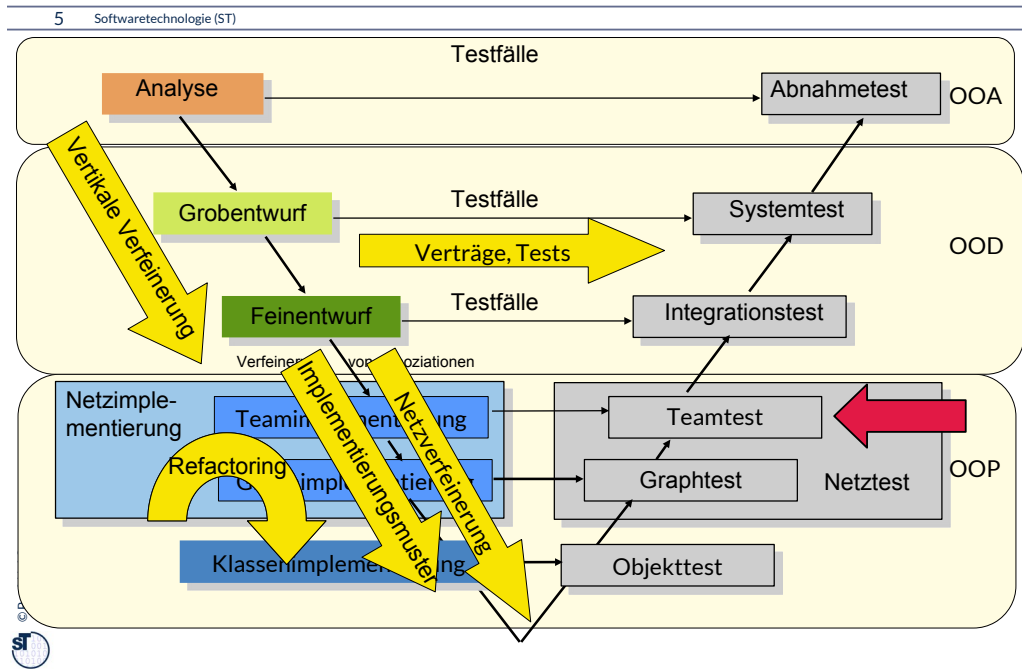 5 Softwaretechnologie (ST)
Testfälle
Analyse
Abnahmetest
OOA
Vertikale Verfeinerung
Grobentwurf
Testfälle
Systemtest
Verträge, Tests
OOD
Feinentwurf
Testfälle
Integrationstest
Implementierungsmuster
Netzverfeinerung
Netzimple-
mentierung
Teamtest
Refactoring
Graphtest
Netztest
OOP
Objekttest
ST